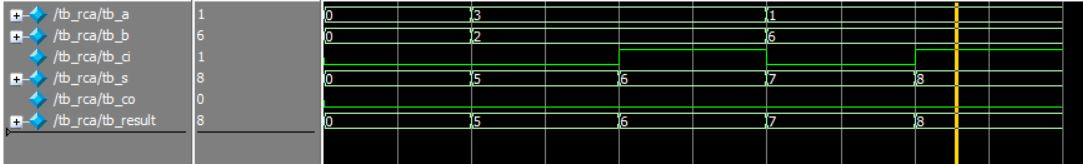 /tb_rca/tb_a 1 0 3 1
/tb_rca/tb_b 6 0 2 6
/tb_rca/tb_ci 1
/tb_rca/tb_s 8 0 5 6 7 8
/tb_rca/tb_co 0
/tb_rca/tb_result 8 0 5 6 7 8